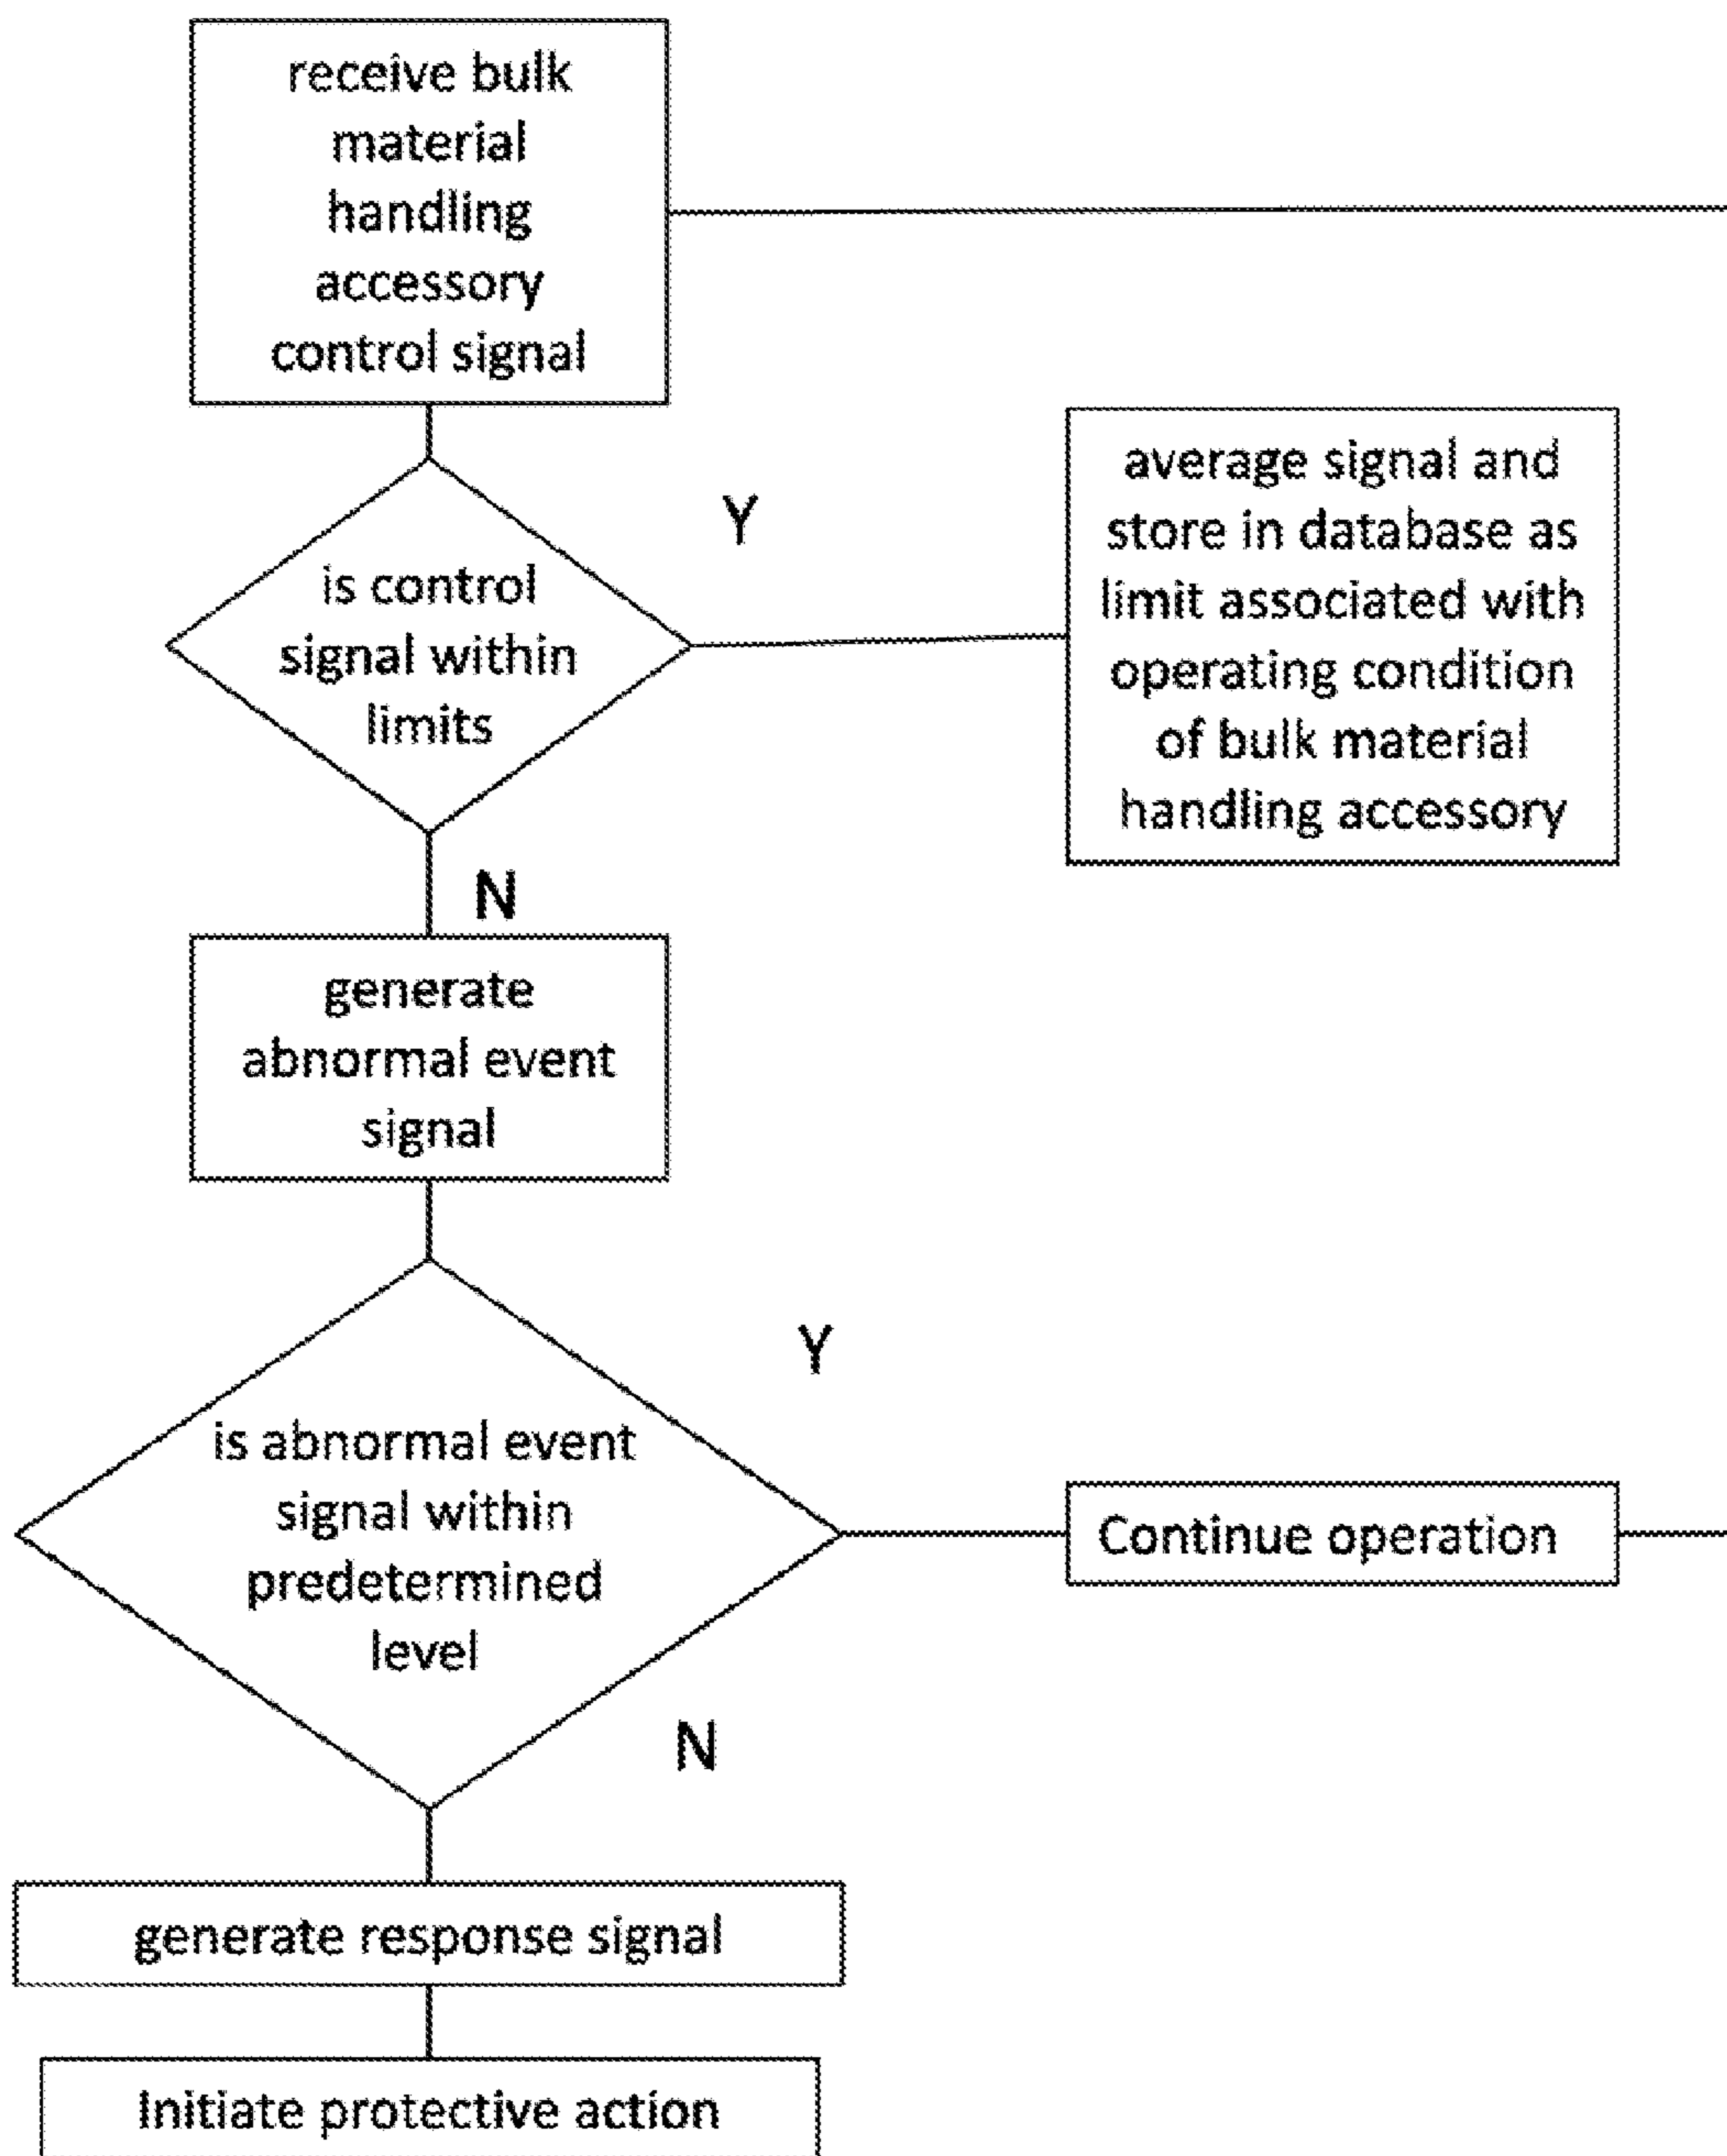 receive bulk
material
handling
accessory
control signal
Y
is control
signal within
limits
average signal and
store in database as
limit associated with
operating condition
of bulk material
handling accessory
N
generate
abnormal event
signal
Y
is abnormal event
signal within
predetermined
level
Continue operation
N
generate response signal
Initiate protective action